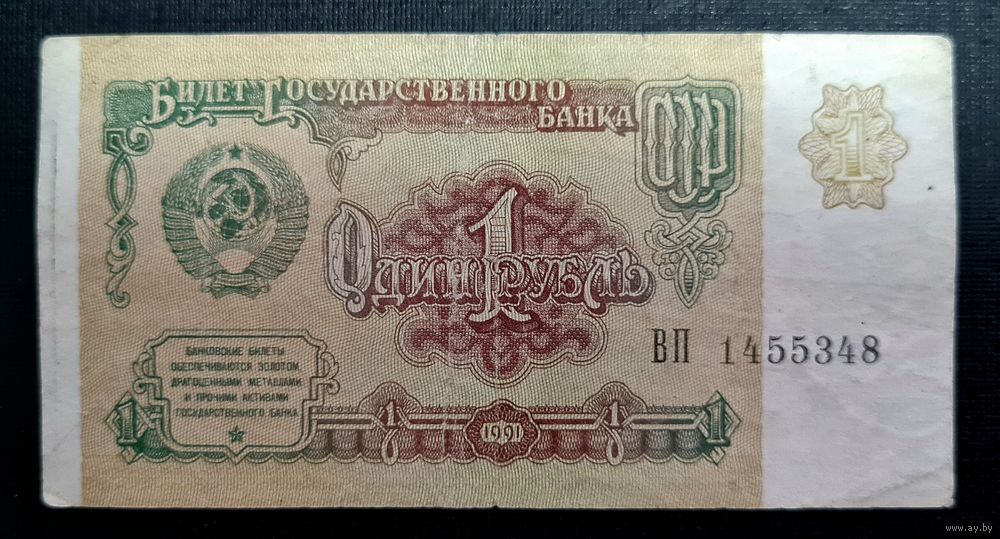 БИЛЕТ ГОСУДАРСТВЕННОГО
БАНКА СССР
1
1
ОДИН РУБЛЬ
ВП 1455348
БАНКОВСКИЕ БИЛЕТЫ
ОБЕСПЕЧИВАЮТСЯ ЗОЛОТОМ,
ДРАГОЦЕННЫМИ МЕТАЛЛАМИ
И ПРОЧИМИ АКТИВАМИ
ГОСУДАРСТВЕННОГО БАНКА
1 1 1991 1 1
www.ay.by